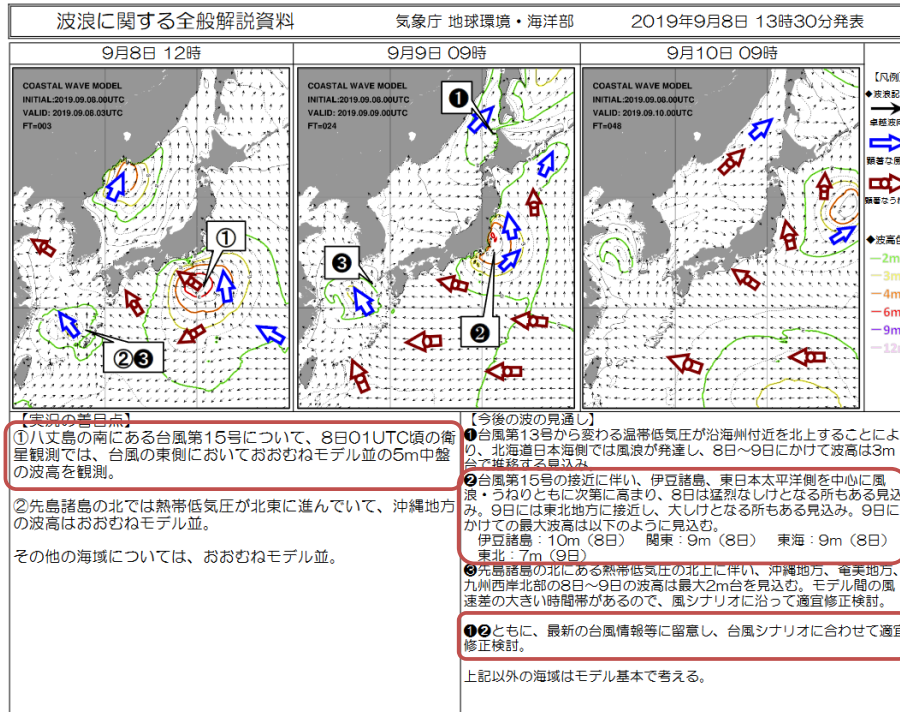 波浪に関する全般解説資料
気象庁 地球環境・海洋部
2019年9月8日 13時30分発表
9月8日 12時
9月9日 09時
9月10日 09時
COASTAL WAVE MODEL
INITIAL:2019.09.08.00UTC
VALID: 2019.09.08.03UTC
FT=003
①
②❸
COASTAL WAVE MODEL
INITIAL:2019.09.08.00UTC
VALID: 2019.09.09.00UTC
FT=024
❶
❸
❷
COASTAL WAVE MODEL
INITIAL:2019.09.08.00UTC
VALID: 2019.09.10.00UTC
FT=048
【凡例】
◆波浪記
卓越波向
顕著な風
顕著なうね
◆波高色
2m
3m
4m
6m
9m
12m
【実況の着目点】
①八丈島の南にある台風第15号について、8日01UTC頃の衛
星観測では、台風の東側においておおむねモデル並の5m中盤
の波高を観測。
②先島諸島の北では熱帯低気圧が北東に進んでいて、沖縄地方
の波高はおおむねモデル並。
その他の海域については、おおむねモデル並。
【今後の波の見通し】
❶台風第13号から変わる温帯低気圧が沿海州付近を北上することによ
り、北海道日本海側では風浪が発達し、8日～9日にかけて波高は3m
台で推移する見込み。
❷台風第15号の接近に伴い、伊豆諸島、東日本太平洋側を中心に風
浪・うねりともに次第に高まり、8日は猛烈なしけとなる所もある見込
み。9日には東北地方に接近し、大しけとなる所もある見込み。9日に
かけての最大波高は以下のように見込む。
伊豆諸島：10m（8日） 関東：9m（8日） 東海：9m（8日）
東北：7m（9日）
❸先島諸島の北にある熱帯低気圧の北上に伴い、沖縄地方、奄美地方、
九州西岸北部の8日～9日の波高は最大2m台を見込む。モデル間の風
速差の大きい時間帯があるので、風シナリオに沿って適宜修正検討。
❶❷ともに、最新の台風情報等に留意し、台風シナリオに合わせて適宜
修正検討。
上記以外の海域はモデル基本で考える。